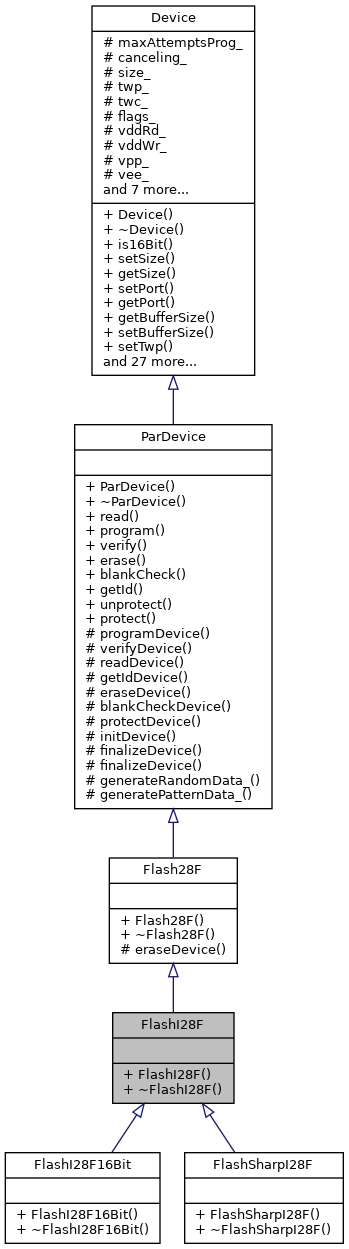 Device
# maxAttemptsProg_
# canceling_
# size_
# twp_
# twc_
# flags_
# vddRd_
# vddWr_
# vpp_
# vee_
and 7 more...
+ Device()
+ ~Device()
+ is16Bit()
+ setSize()
+ getSize()
+ setPort()
+ getPort()
+ getBufferSize()
+ setBufferSize()
+ setTwp()
and 27 more...
ParDevice
+ ParDevice()
+ ~ParDevice()
+ read()
+ program()
+ verify()
+ erase()
+ blankCheck()
+ getId()
+ unprotect()
+ protect()
# programDevice()
# verifyDevice()
# readDevice()
# getIdDevice()
# eraseDevice()
# blankCheckDevice()
# protectDevice()
# initDevice()
# finalizeDevice()
# finalizeDevice()
# generateRandomData_()
# generatePatternData_()
Flash28F
+ Flash28F()
+ ~Flash28F()
# eraseDevice()
FlashI28F
+ FlashI28F()
+ ~FlashI28F()
FlashI28F16Bit
+ FlashI28F16Bit()
+ ~FlashI28F16Bit()
FlashSharpI28F
+ FlashSharpI28F()
+ ~FlashSharpI28F()